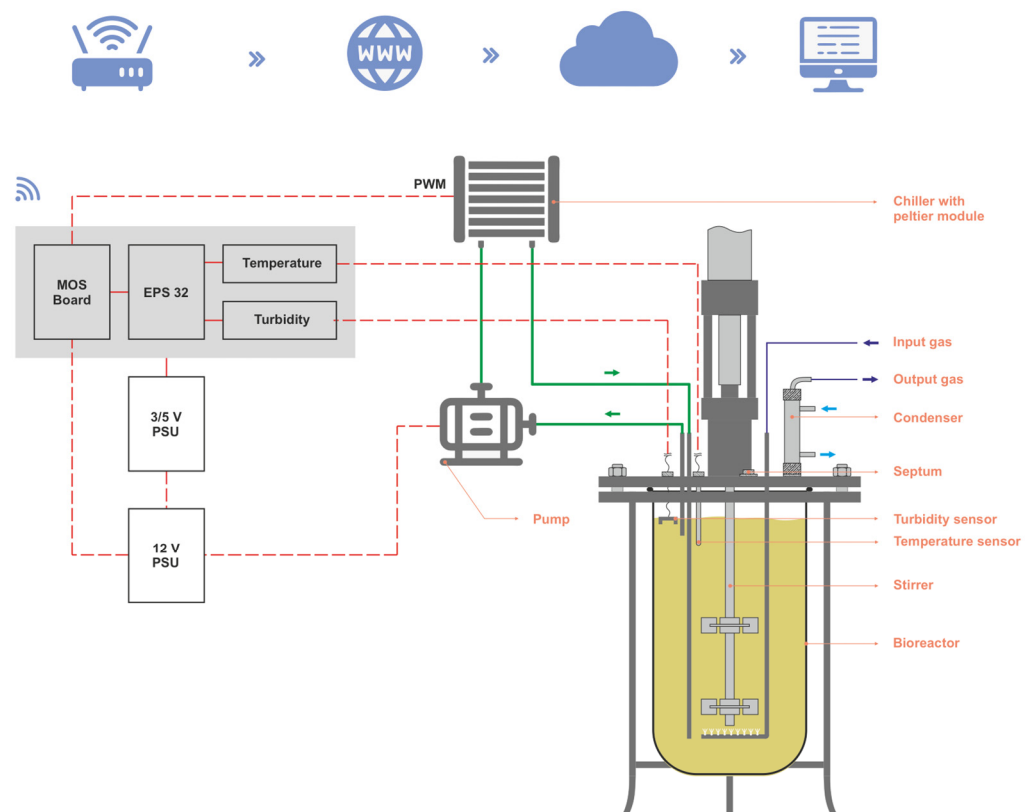 WWW
PWM
Chiller with
peltier module
MOS
Board
EPS 32
Temperature
Turbidity
Input gas
Output gas
Condenser
3/5 V
PSU
Septum
Pump
Turbidity sensor
12 V
PSU
Temperature sensor
Stirrer
Bioreactor